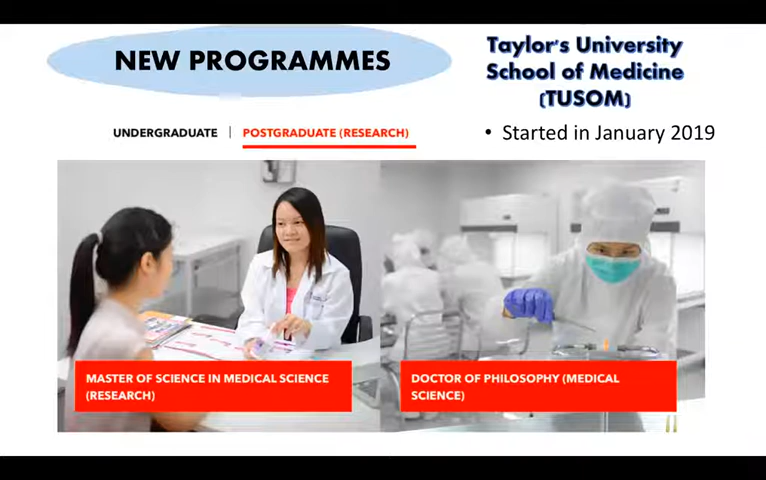 NEW PROGRAMMES
Taylor's University
School of Medicine
(TUSOM)
UNDERGRADUATE | POSTGRADUATE (RESEARCH)
• Started in January 2019
MASTER OF SCIENCE IN MEDICAL SCIENCE
(RESEARCH)
DOCTOR OF PHILOSOPHY (MEDICAL
SCIENCE)